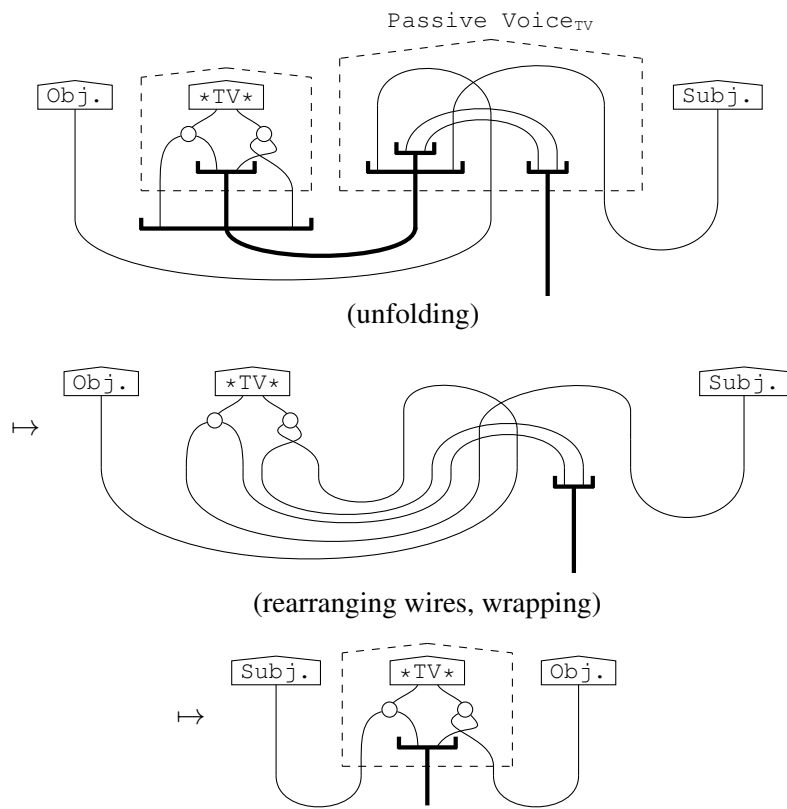 Passive Voice_TV
Obj. *TV* Subj.
(unfolding)
↦ Obj. *TV* Subj.
(rearranging wires, wrapping)
↦ Subj. *TV* Obj.